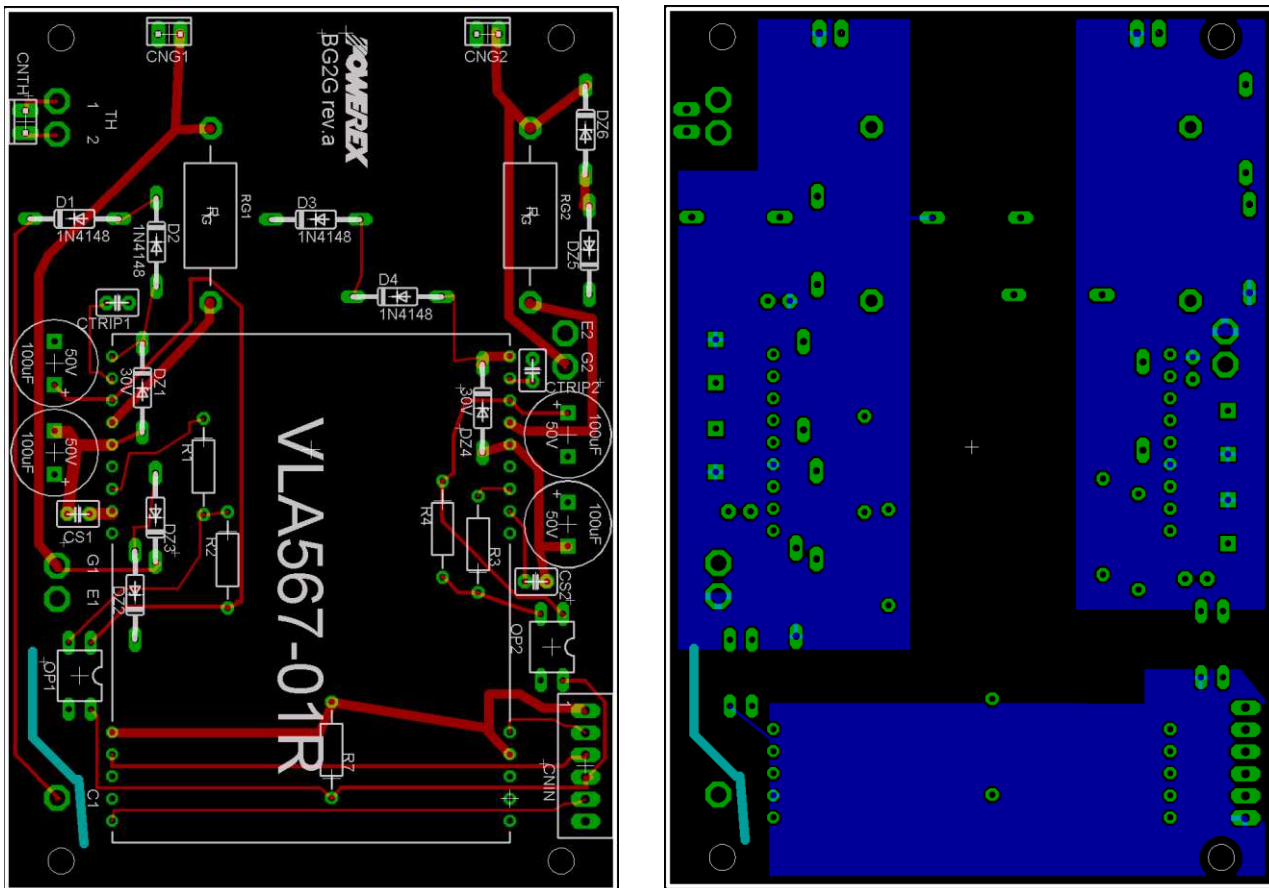 CNG1
CNG2
CNTH
1
2
TH
POWEREX
BG2G rev.a
DZ6
D1
1N4148
D2
1N4148
RG
RG1
D3
1N4148
RG
RG2
DZ5
D4
1N4148
CTRIP1
E2
G2
100uF
50V
+
DZ1
30V
CTRIP2
30V
DZ4
100uF
50V
+
100uF
50V
+
R1
VLA567-01R
CS1
DZ3
R2
R4
R3
100uF
50V
+
G1
E1
DZ2
CS2
OP1
OP2
1
R7
CNIN
C1